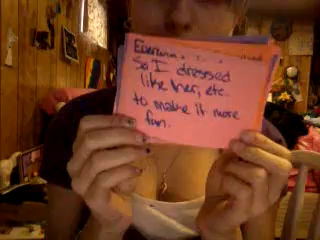 So I dressed
like her, etc.
to make it more
fun.